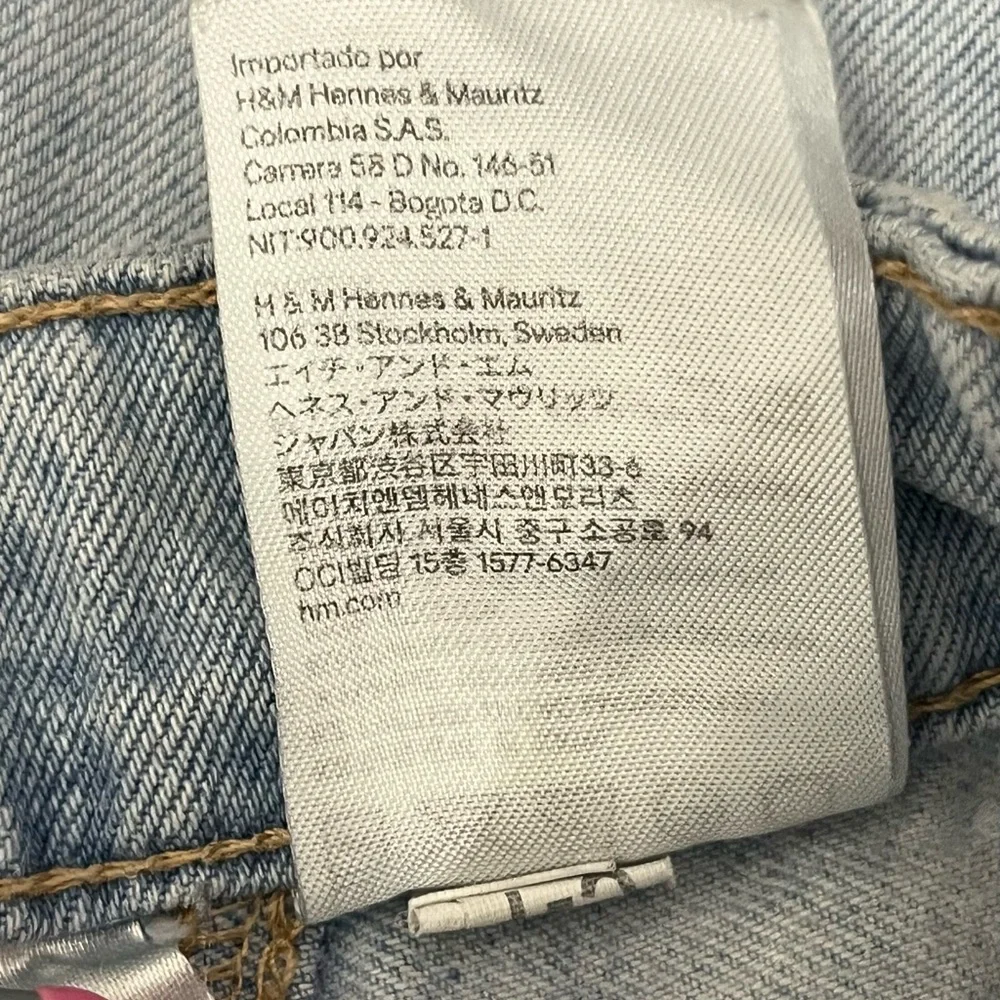 Importado por
H&M Hennes & Mauritz
Colombia S.A.S.
Carrera 58 D No. 146-51
Local 114 - Bogota D.C.
NIT:900.924.527-1
H & M Hennes & Mauritz
106 38 Stockholm, Sweden
エイチ・アンド・エム
ヘネス・アンド・マウリッツ
ジャパン株式会社
東京都渋谷区宇田川町33-6
에이치앤엠헤네스앤모리츠
주식회사 서울시 중구 소공로 94
OCI빌딩 15층 1577-6347
hm.com